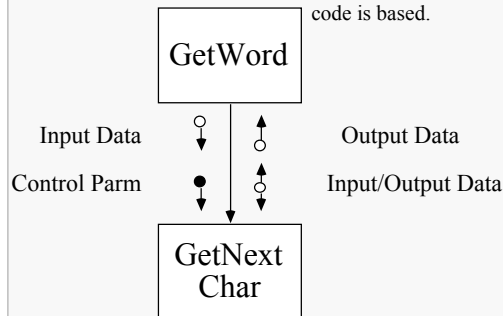 code is based.
GetWord
Input Data
Output Data
Control Parm
Input/Output Data
GetNext
Char